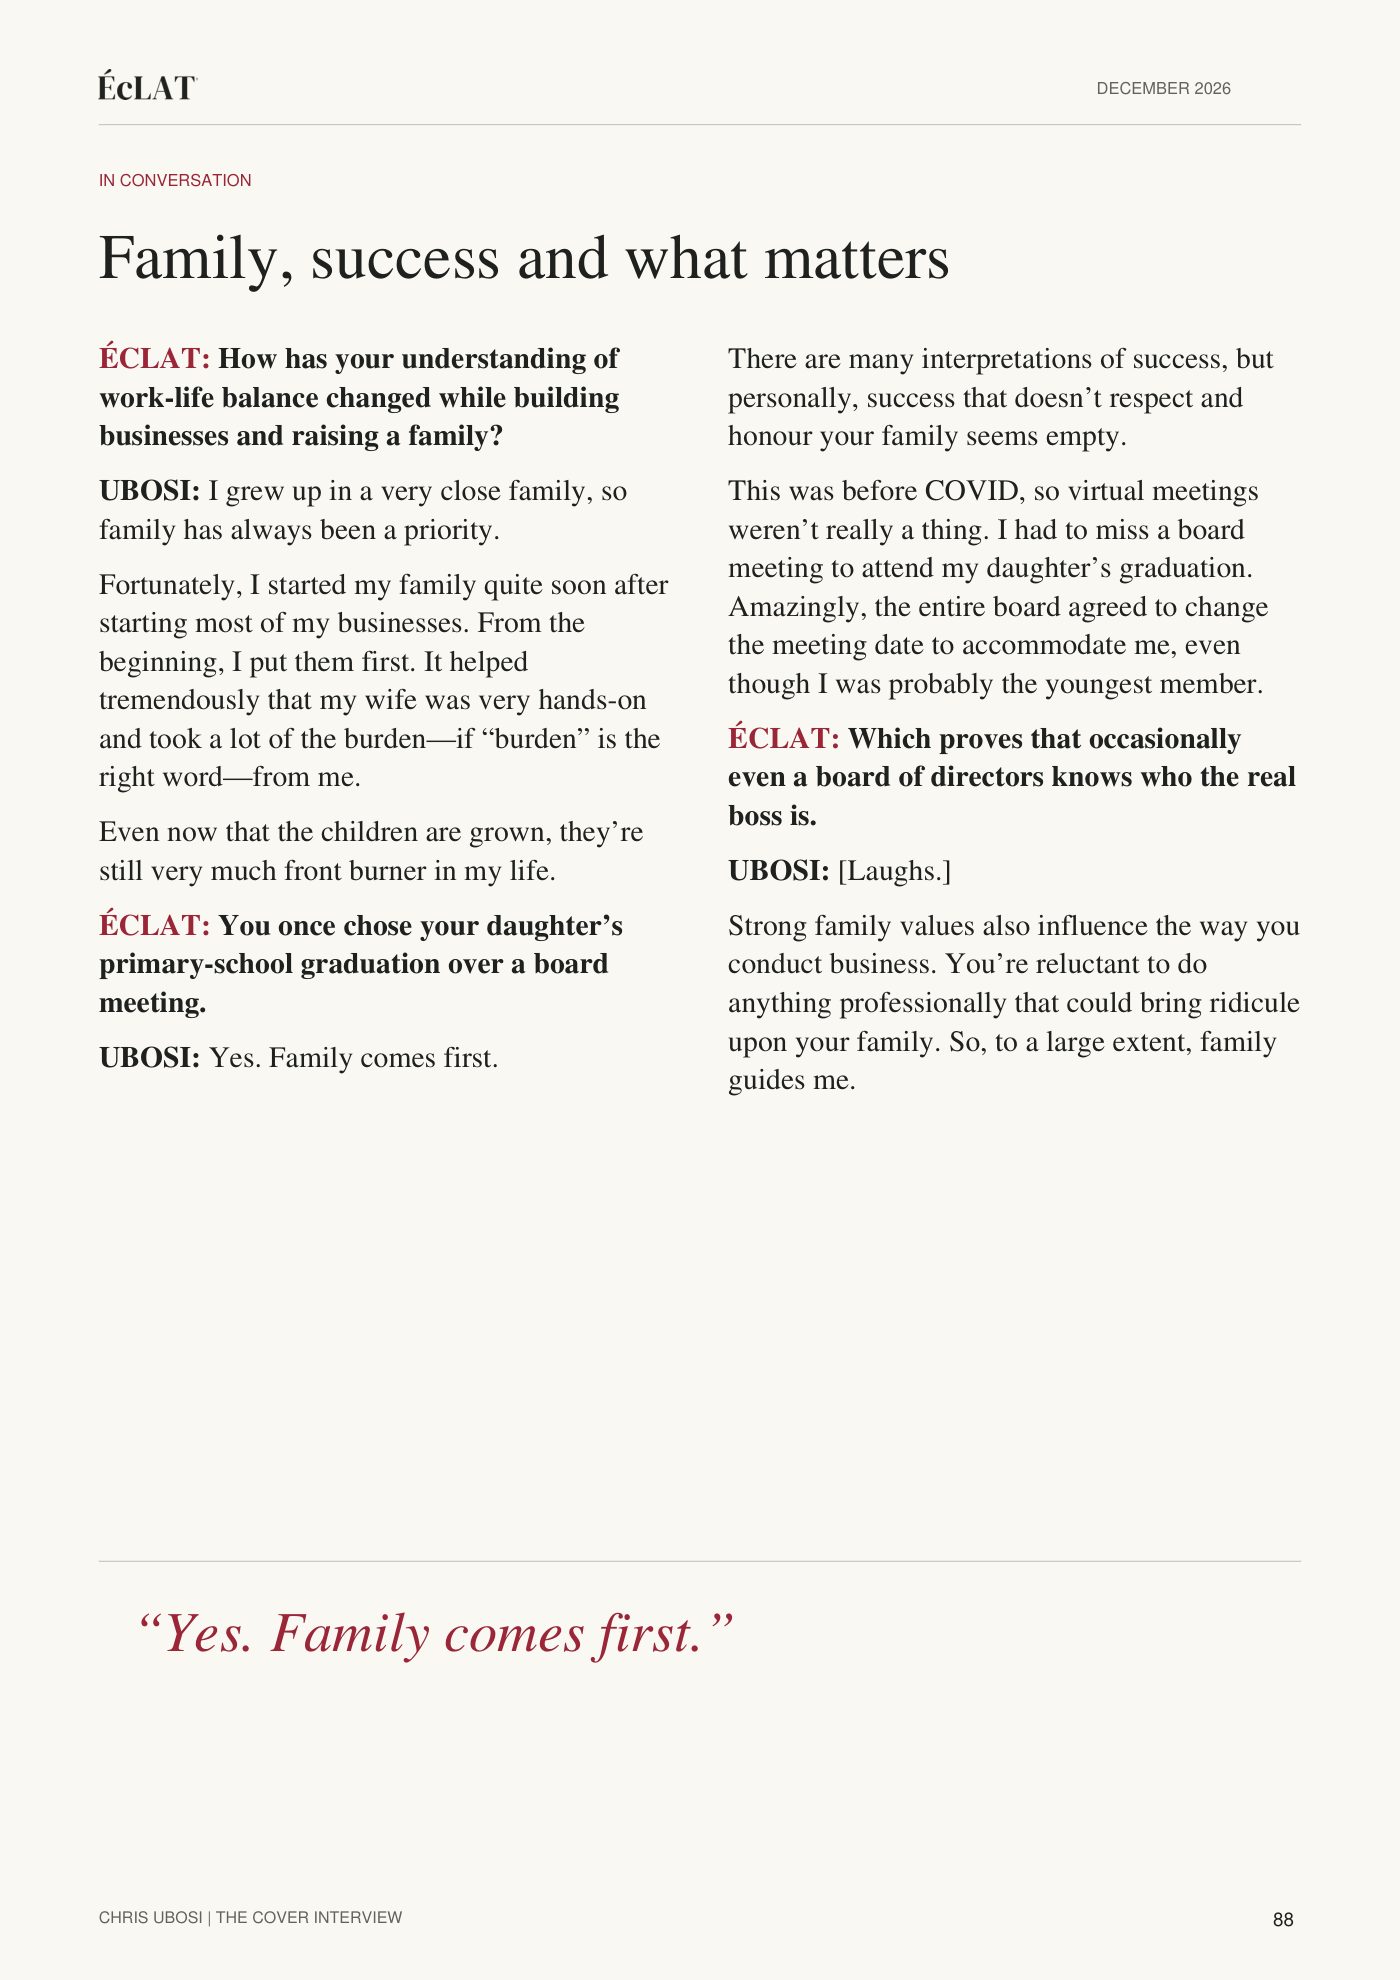 ÉcLAT
DECEMBER 2026
IN CONVERSATION
Family, success and what matters
ÉCLAT: How has your understanding of
work-life balance changed while building
businesses and raising a family?
UBOSI: I grew up in a very close family, so
family has always been a priority.
Fortunately, I started my family quite soon after
starting most of my businesses. From the
beginning, I put them first. It helped
tremendously that my wife was very hands-on
and took a lot of the burden—if “burden” is the
right word—from me.
Even now that the children are grown, they’re
still very much front burner in my life.
ÉCLAT: You once chose your daughter’s
primary-school graduation over a board
meeting.
UBOSI: Yes. Family comes first.
There are many interpretations of success, but
personally, success that doesn’t respect and
honour your family seems empty.
This was before COVID, so virtual meetings
weren’t really a thing. I had to miss a board
meeting to attend my daughter’s graduation.
Amazingly, the entire board agreed to change
the meeting date to accommodate me, even
though I was probably the youngest member.
ÉCLAT: Which proves that occasionally
even a board of directors knows who the real
boss is.
UBOSI: [Laughs.]
Strong family values also influence the way you
conduct business. You’re reluctant to do
anything professionally that could bring ridicule
upon your family. So, to a large extent, family
guides me.
“Yes. Family comes first.”
CHRIS UBOSI | THE COVER INTERVIEW
88